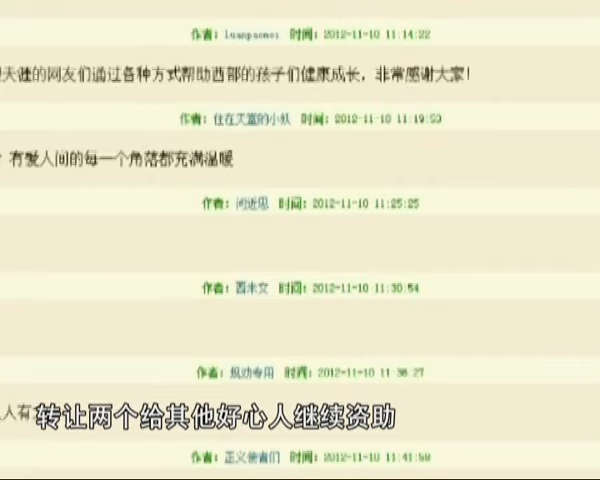 作者： luanpaomei 时间： 2012-11-10 11:14:22
天涯的网友们通过各种方式帮助西部的孩子们健康成长，非常感谢大家！
作者： 住在天堂的小妖 时间： 2012-11-10 11:19:50
有爱人间的每一个角落都充满温暖
作者： 问近思 时间： 2012-11-10 11:25:25
作者： 西米文 时间： 2012-11-10 11:30:54
作者： 规劝专用 时间： 2012-11-10 11:36:27
人有
转让两个给其他好心人继续资助
作者： 正义使者们 时间： 2012-11-10 11:41:58